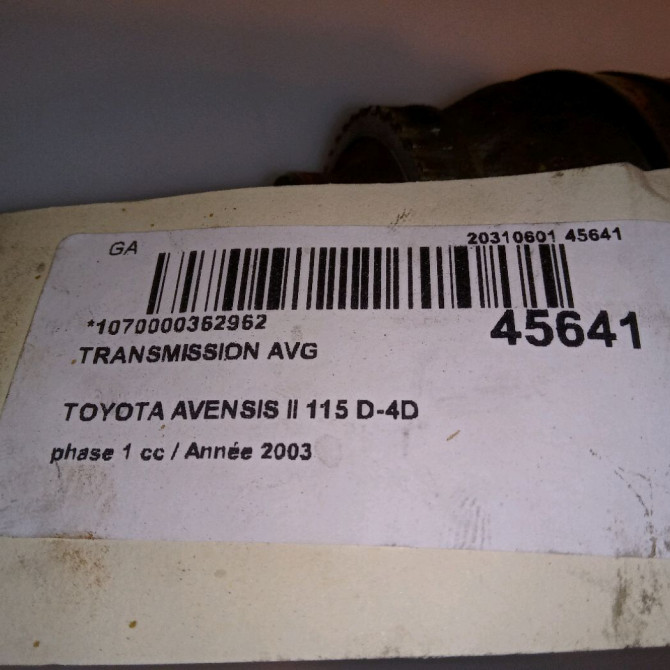 GA
20310601 45641
*1070000362962
45641
TRANSMISSION AVG
TOYOTA AVENSIS II 115 D-4D
phase 1 cc / Année 2003